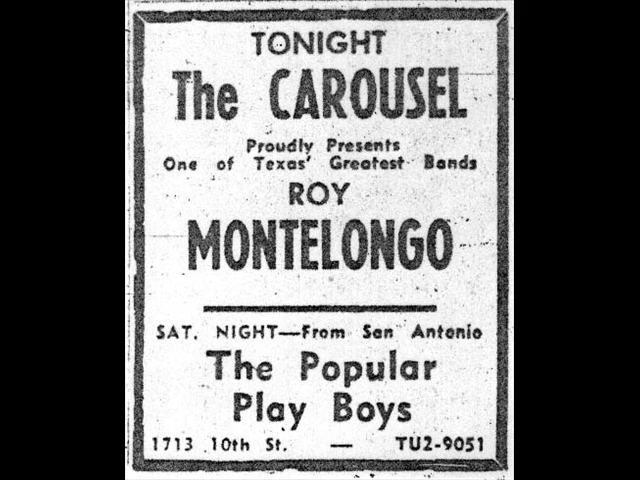 TONIGHT
The CAROUSEL
Proudly Presents
One of Texas' Greatest Bands
ROY
MONTELONGO
SAT. NIGHT—From San Antonio
The Popular
Play Boys
1713 10th St. — TU2-9051